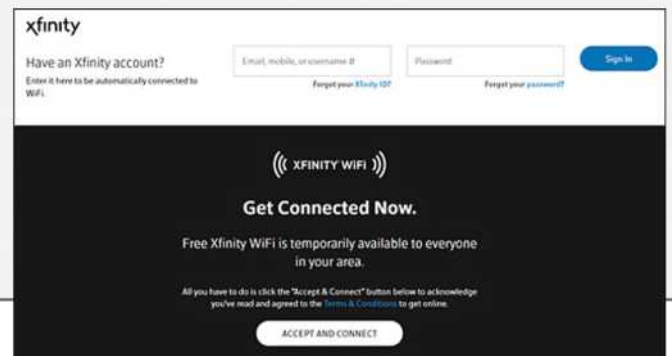 xfinity
Have an Xfinity account?
Enter it here to be automatically connected to
WiFi.
Email, mobile, or username #
Forgot your Xfinity ID?
Password
Forgot your password?
Sign In
XFINITY WiFi
Get Connected Now.
Free Xfinity WiFi is temporarily available to everyone
in your area.
All you have to do is click the "Accept & Connect" button below to acknowledge
you've read and agreed to the Terms & Conditions to get online.
ACCEPT AND CONNECT